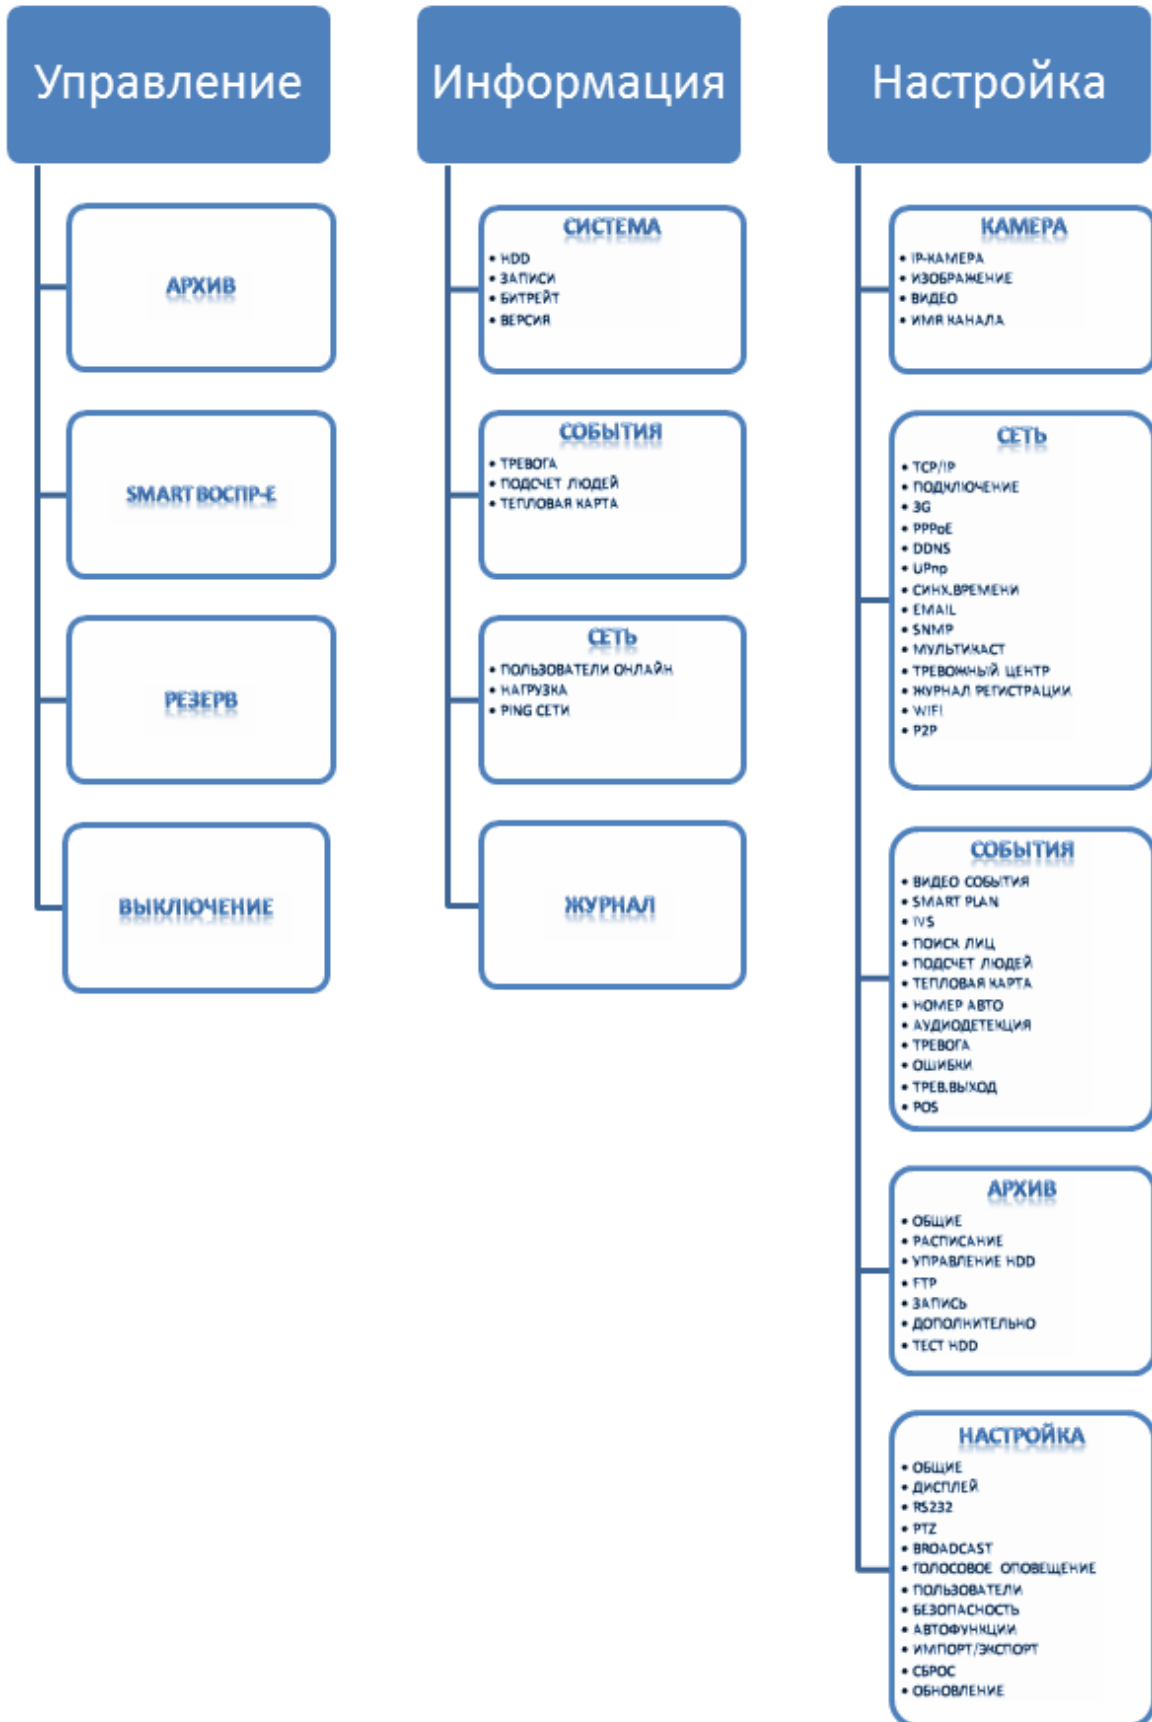 Управление
АРХИВ
SMART ВОСПР-Е
РЕЗЕРВ
ВЫКЛЮЧЕНИЕ
Информация
СИСТЕМА
• HDD
• ЗАПИСИ
• БИТРЕЙТ
• ВЕРСИЯ
СОБЫТИЯ
• ТРЕВОГА
• ПОДСЧЕТ ЛЮДЕЙ
• ТЕПЛОВАЯ КАРТА
СЕТЬ
• ПОЛЬЗОВАТЕЛИ ОНЛАЙН
• НАГРУЗКА
• PING СЕТИ
ЖУРНАЛ
Настройка
КАМЕРА
• IP-КАМЕРА
• ИЗОБРАЖЕНИЕ
• ВИДЕО
• ИМЯ КАНАЛА
СЕТЬ
• TCP/IP
• ПОДКЛЮЧЕНИЕ
• 3G
• PPPoE
• DDNS
• UPnp
• СИНХ.ВРЕМЕНИ
• EMAIL
• SNMP
• МУЛЬТИКАСТ
• ТРЕВОЖНЫЙ ЦЕНТР
• ЖУРНАЛ РЕГИСТРАЦИИ
• WIFI
• P2P
СОБЫТИЯ
• ВИДЕО СОБЫТИЯ
• SMART PLAN
• IVS
• ПОИСК ЛИЦ
• ПОДСЧЕТ ЛЮДЕЙ
• ТЕПЛОВАЯ КАРТА
• НОМЕР АВТО
• АУДИОДЕТЕКЦИЯ
• ТРЕВОГА
• ОШИБКИ
• ТРЕВ.ВЫХОД
• POS
АРХИВ
• ОБЩИЕ
• РАСПИСАНИЕ
• УПРАВЛЕНИЕ HDD
• FTP
• ЗАПИСЬ
• ДОПОЛНИТЕЛЬНО
• ТЕСТ HDD
НАСТРОЙКА
• ОБЩИЕ
• ДИСПЛЕЙ
• RS232
• PTZ
• BROADCAST
• ГОЛОСОВОЕ ОПОВЕЩЕНИЕ
• ПОЛЬЗОВАТЕЛИ
• БЕЗОПАСНОСТЬ
• АВТОФУНКЦИИ
• ИМПОРТ/ЭКСПОРТ
• СБРОС
• ОБНОВЛЕНИЕ